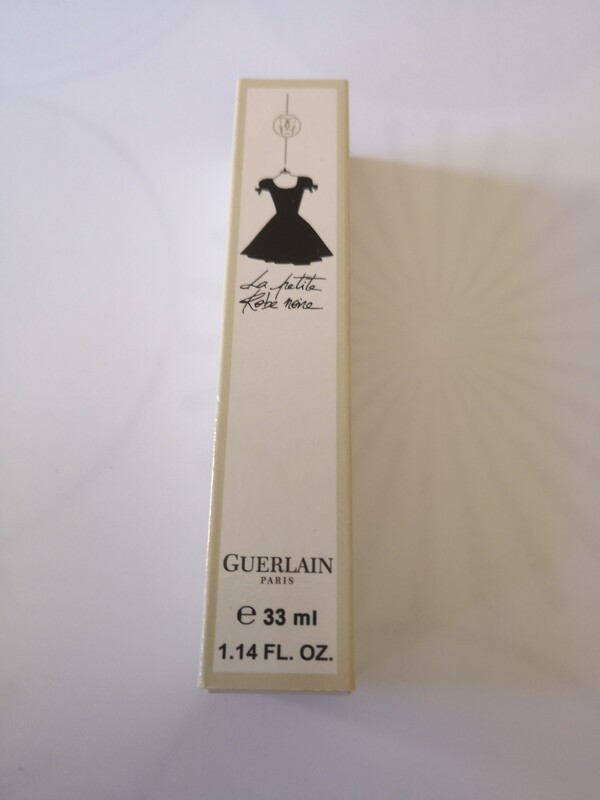 La petite
Robe noire
GUERLAIN
PARIS
℮ 33 ml
1.14 FL. OZ.